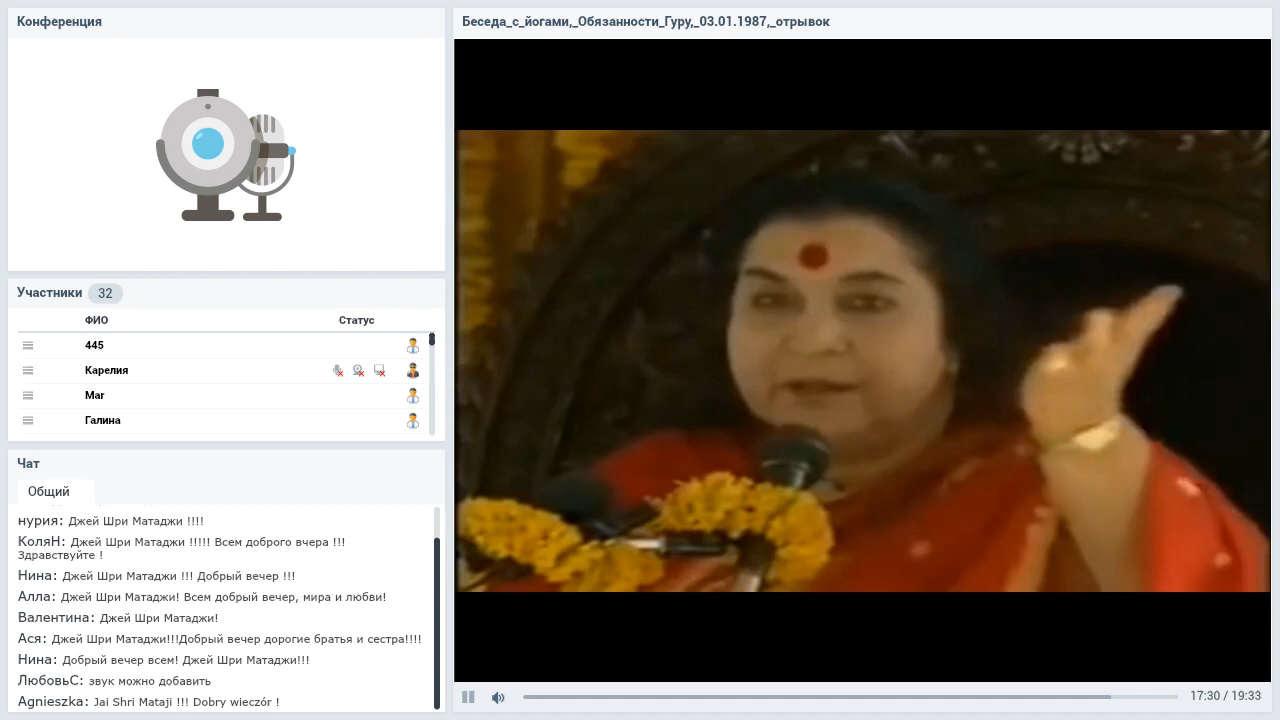 Конференция
Беседа_с_йогами,_Обязанности_Гуру,_03.01.1987,_отрывок
Участники 32
ФИО Статус
445
Карелия
Mar
Галина
Чат
Общий
нурия: Джей Шри Матаджи !!!!
КоляН: Джей Шри Матаджи !!!!! Всем доброго вчера !!!
Здравствуйте !
Нина: Джей Шри Матаджи !!! Добрый вечер !!!
Алла: Джей Шри Матаджи! Всем добрый вечер, мира и любви!
Валентина: Джей Шри Матаджи!
Ася: Джей Шри Матаджи!!!Добрый вечер дорогие братья и сестра!!!!
Нина: Добрый вечер всем! Джей Шри Матаджи!!!
ЛюбовьС: звук можно добавить
Agnieszka: Jai Shri Mataji !!! Dobry wieczór !
17:30 / 19:33